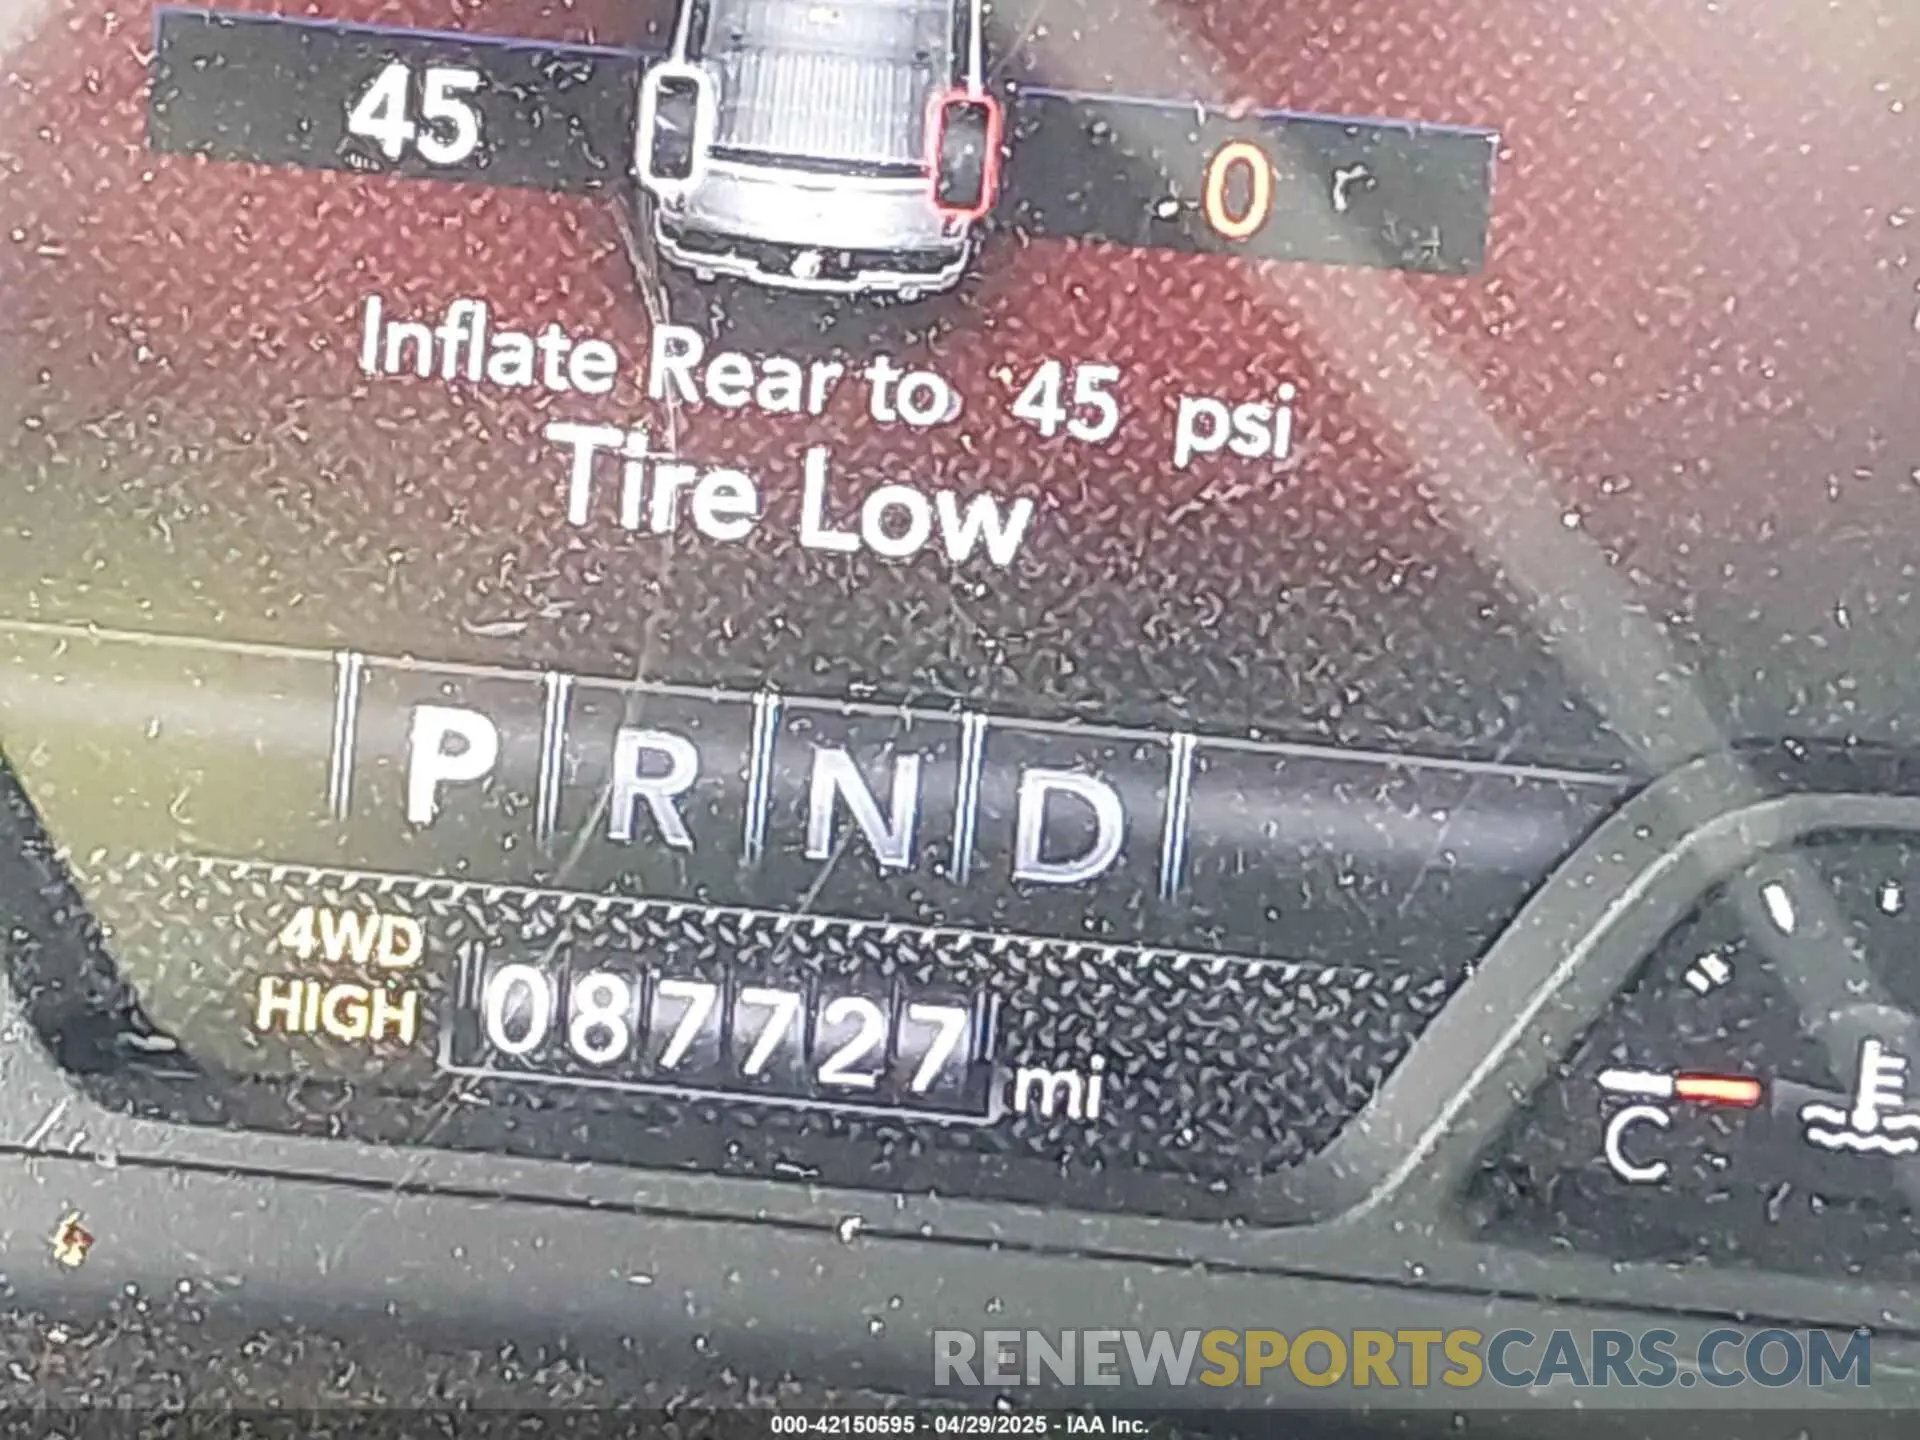 45 0
Inflate Rear to 45 psi
Tire Low
P R N D
4WD
HIGH
087727 mi
C
RENEWSPORTSCARS.COM
000-42150595 - 04/29/2025 - IAA Inc.